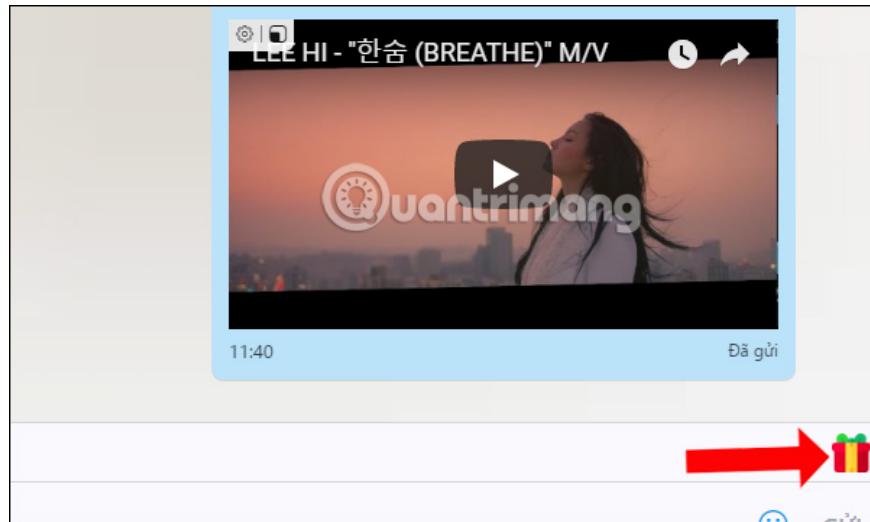 LEE HI - "한숨 (BREATHE)" M/V
Quantrimang
11:40
Đã gửi